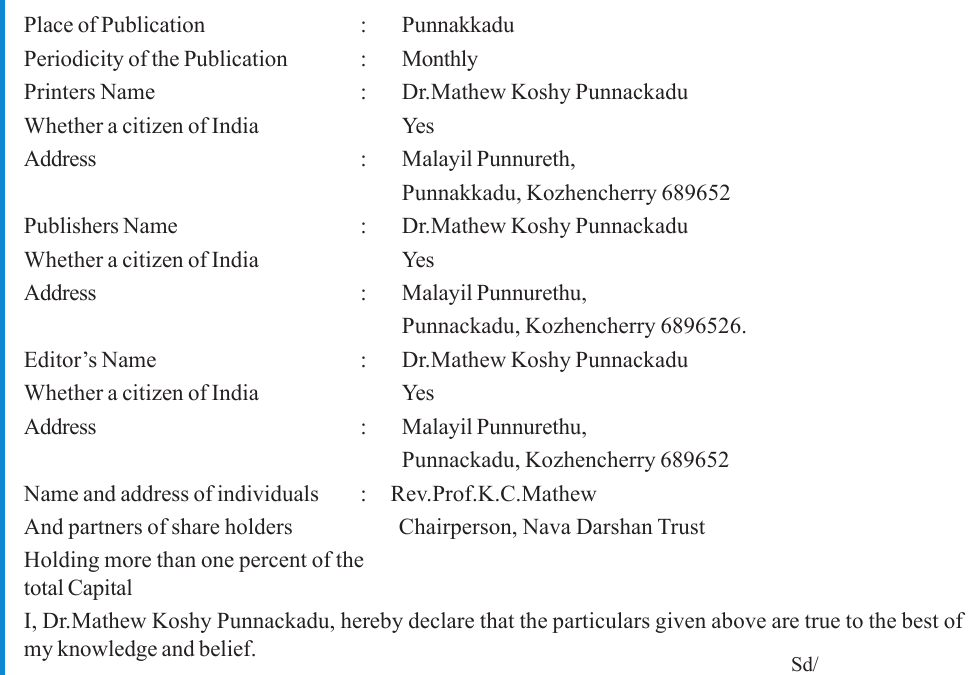 Place of Publication : Punnakkadu
Periodicity of the Publication : Monthly
Printers Name : Dr.Mathew Koshy Punnackadu
Whether a citizen of India Yes
Address : Malayil Punnureth,
Punnakkadu, Kozhencherry 689652
Publishers Name : Dr.Mathew Koshy Punnackadu
Whether a citizen of India Yes
Address : Malayil Punnurethu,
Punnackadu, Kozhencherry 6896526.
Editor’s Name : Dr.Mathew Koshy Punnackadu
Whether a citizen of India Yes
Address : Malayil Punnurethu,
Punnackadu, Kozhencherry 689652
Name and address of individuals : Rev.Prof.K.C.Mathew
And partners of share holders Chairperson, Nava Darshan Trust
Holding more than one percent of the
total Capital
I, Dr.Mathew Koshy Punnackadu, hereby declare that the particulars given above are true to the best of
my knowledge and belief.
Sd/